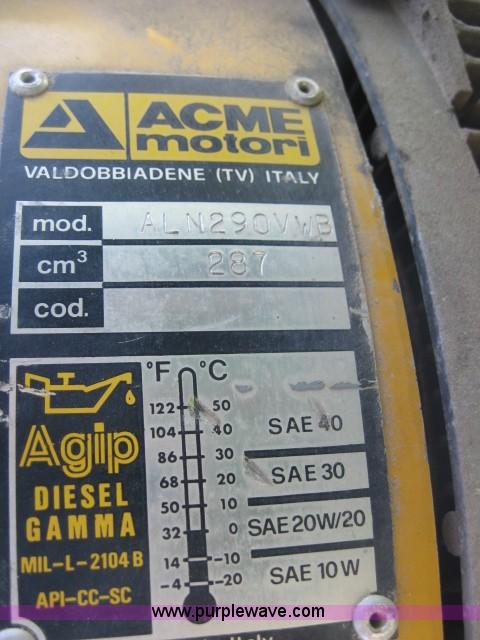 ACME
motori
VALDOBBIADENE (TV) ITALY
mod. ALN290VWB
cm³ 287
cod.
°F °C
122 50
104 40 SAE 40
86 30
68 20 SAE 30
50 10
32 0 SAE 20W/20
14 -10
-4 -20 SAE 10W
Agip
DIESEL
GAMMA
MIL-L-2104 B
API-CC-SC
www.purplewave.com
Italy